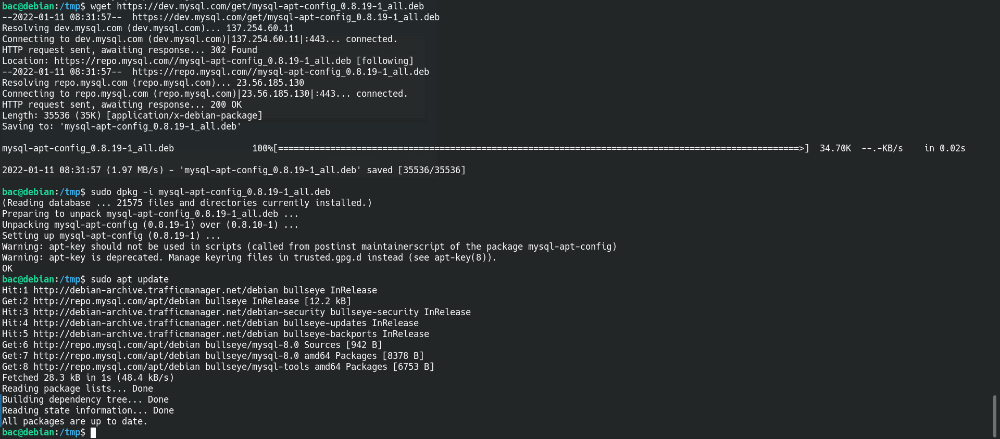 bac@debian:/tmp$ wget https://dev.mysql.com/get/mysql-apt-config_0.8.19-1_all.deb
--2022-01-11 08:31:57--  https://dev.mysql.com/get/mysql-apt-config_0.8.19-1_all.deb
Resolving dev.mysql.com (dev.mysql.com)... 137.254.60.11
Connecting to dev.mysql.com (dev.mysql.com)|137.254.60.11|:443... connected.
HTTP request sent, awaiting response... 302 Found
Location: https://repo.mysql.com//mysql-apt-config_0.8.19-1_all.deb [following]
--2022-01-11 08:31:57--  https://repo.mysql.com//mysql-apt-config_0.8.19-1_all.deb
Resolving repo.mysql.com (repo.mysql.com)... 23.56.185.130
Connecting to repo.mysql.com (repo.mysql.com)|23.56.185.130|:443... connected.
HTTP request sent, awaiting response... 200 OK
Length: 35536 (35K) [application/x-debian-package]
Saving to: 'mysql-apt-config_0.8.19-1_all.deb'
mysql-apt-config_0.8.19-1_all.deb               100%[====================================================================================================>]  34.70K  --.-KB/s    in 0.02s
2022-01-11 08:31:57 (1.97 MB/s) - 'mysql-apt-config_0.8.19-1_all.deb' saved [35536/35536]
bac@debian:/tmp$ sudo dpkg -i mysql-apt-config_0.8.19-1_all.deb
(Reading database ... 21575 files and directories currently installed.)
Preparing to unpack mysql-apt-config_0.8.19-1_all.deb ...
Unpacking mysql-apt-config (0.8.19-1) over (0.8.10-1) ...
Setting up mysql-apt-config (0.8.19-1) ...
Warning: apt-key should not be used in scripts (called from postinst maintainerscript of the package mysql-apt-config)
Warning: apt-key is deprecated. Manage keyring files in trusted.gpg.d instead (see apt-key(8)).
OK
bac@debian:/tmp$ sudo apt update
Hit:1 http://debian-archive.trafficmanager.net/debian bullseye InRelease
Get:2 http://repo.mysql.com/apt/debian bullseye InRelease [12.2 kB]
Hit:3 http://debian-archive.trafficmanager.net/debian-security bullseye-security InRelease
Hit:4 http://debian-archive.trafficmanager.net/debian bullseye-updates InRelease
Hit:5 http://debian-archive.trafficmanager.net/debian bullseye-backports InRelease
Get:6 http://repo.mysql.com/apt/debian bullseye/mysql-8.0 Sources [942 B]
Get:7 http://repo.mysql.com/apt/debian bullseye/mysql-8.0 amd64 Packages [8378 B]
Get:8 http://repo.mysql.com/apt/debian bullseye/mysql-tools amd64 Packages [6753 B]
Fetched 28.3 kB in 1s (48.4 kB/s)
Reading package lists... Done
Building dependency tree... Done
Reading state information... Done
All packages are up to date.
bac@debian:/tmp$